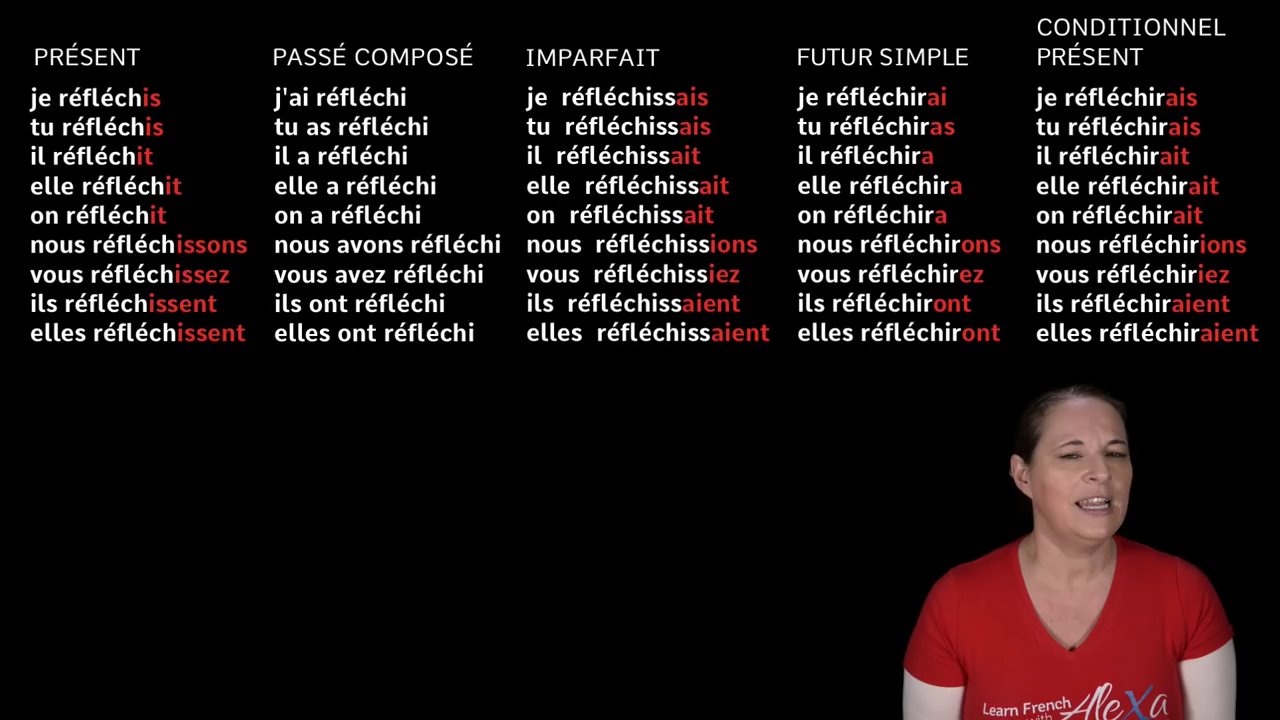 PRÉSENT
je réfléchis
tu réfléchis
il réfléchit
elle réfléchit
on réfléchit
nous réfléchissons
vous réfléchissez
ils réfléchissent
elles réfléchissent
PASSÉ COMPOSÉ
j'ai réfléchi
tu as réfléchi
il a réfléchi
elle a réfléchi
on a réfléchi
nous avons réfléchi
vous avez réfléchi
ils ont réfléchi
elles ont réfléchi
IMPARFAIT
je réfléchissais
tu réfléchissais
il réfléchissait
elle réfléchissait
on réfléchissait
nous réfléchissions
vous réfléchissiez
ils réfléchissaient
elles réfléchissaient
FUTUR SIMPLE
je réfléchirai
tu réfléchiras
il réfléchira
elle réfléchira
on réfléchira
nous réfléchirons
vous réfléchirez
ils réfléchiront
elles réfléchiront
CONDITIONNEL
PRÉSENT
je réfléchirais
tu réfléchirais
il réfléchirait
elle réfléchirait
on réfléchirait
nous réfléchirions
vous réfléchiriez
ils réfléchiraient
elles réfléchiraient
Learn French
with Alexa